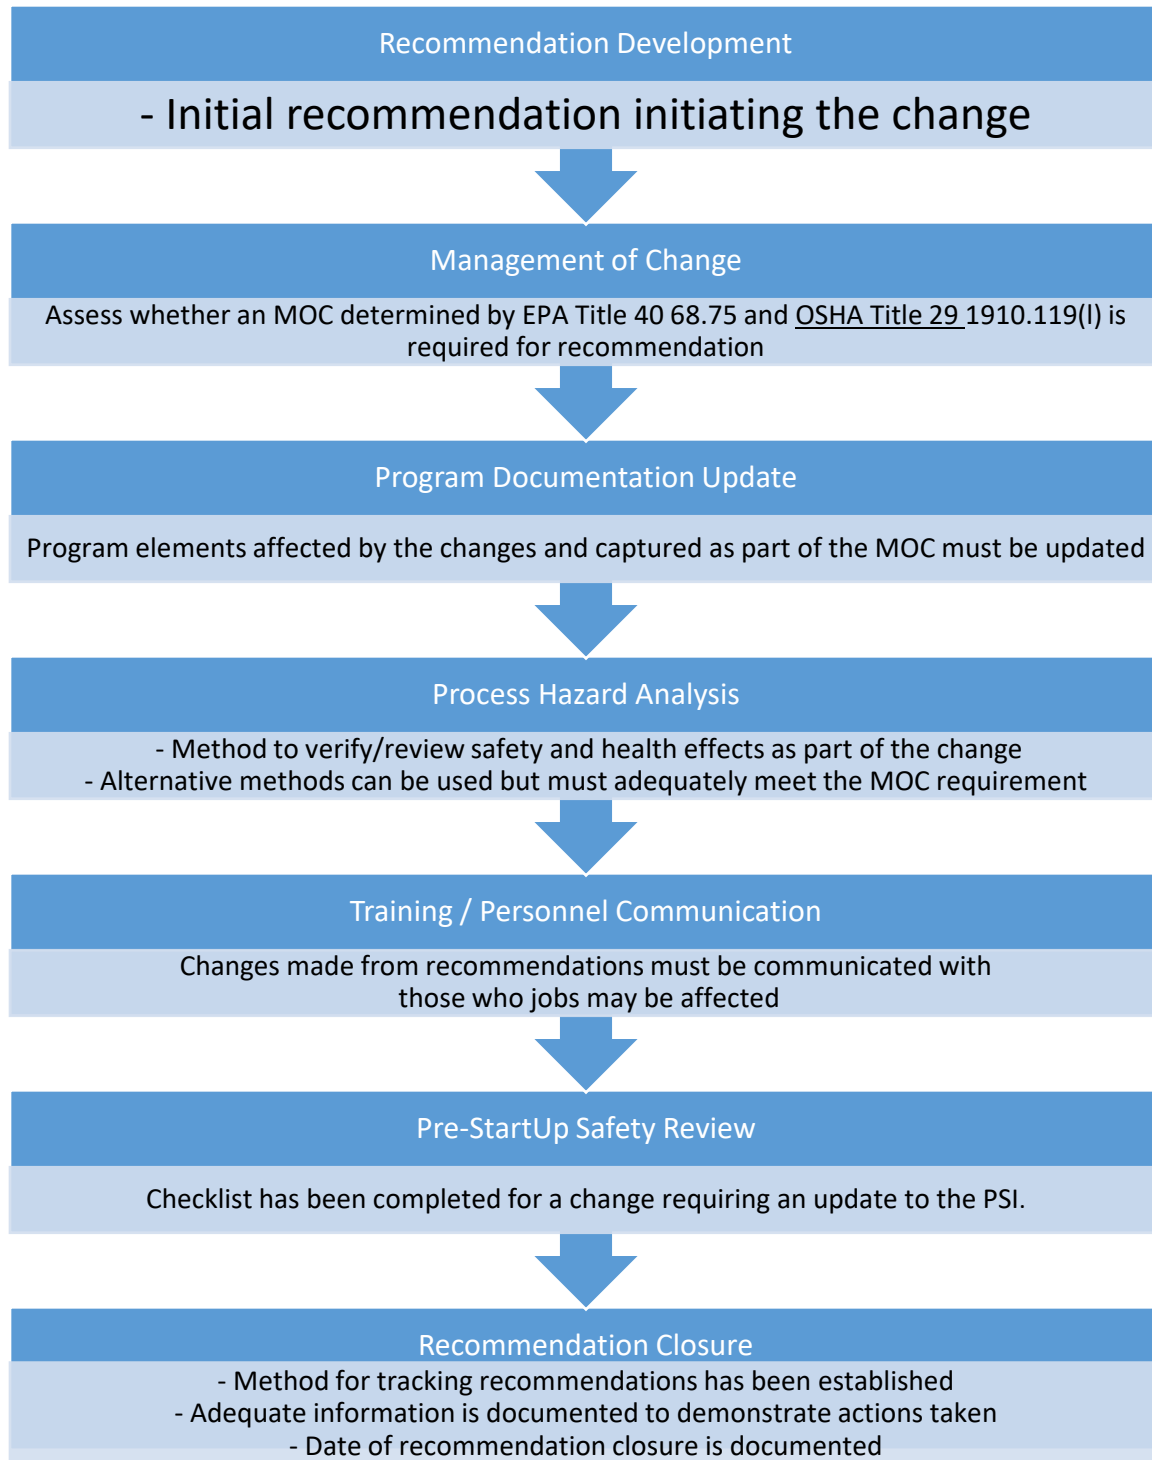 Recommendation Development
- Initial recommendation initiating the change
Management of Change
Assess whether an MOC determined by EPA Title 40 68.75 and OSHA Title 29 1910.119(l) is
required for recommendation
Program Documentation Update
Program elements affected by the changes and captured as part of the MOC must be updated
Process Hazard Analysis
- Method to verify/review safety and health effects as part of the change
- Alternative methods can be used but must adequately meet the MOC requirement
Training / Personnel Communication
Changes made from recommendations must be communicated with
those who jobs may be affected
Pre-StartUp Safety Review
Checklist has been completed for a change requiring an update to the PSI.
Recommendation Closure
- Method for tracking recommendations has been established
- Adequate information is documented to demonstrate actions taken
- Date of recommendation closure is documented